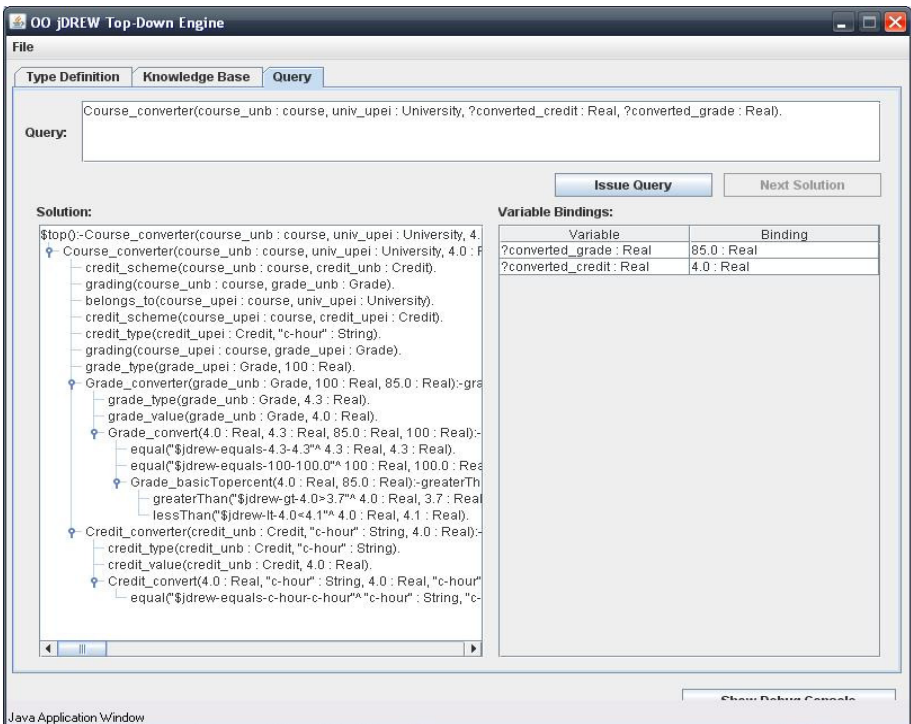 OO jDREW Top-Down Engine
File
Type Definition
Knowledge Base
Query
Query:
Course_converter(course_unb : course, univ_upei : University, ?converted_credit : Real, ?converted_grade : Real).
Issue Query
Next Solution
Solution:
$top():-Course_converter(course_unb : course, univ_upei : University, 4.
Course_converter(course_unb : course, univ_upei : University, 4.0 : F
credit_scheme(course_unb : course, credit_unb : Credit).
grading(course_unb : course, grade_unb : Grade).
belongs_to(course_upei : course, univ_upei : University).
credit_scheme(course_upei : course, credit_upei : Credit).
credit_type(credit_upei : Credit, "c-hour" : String).
grading(course_upei : course, grade_upei : Grade).
grade_type(grade_upei : Grade, 100 : Real).
Grade_converter(grade_unb : Grade, 100 : Real, 85.0 : Real):-gra
grade_type(grade_unb : Grade, 4.3 : Real).
grade_value(grade_unb : Grade, 4.0 : Real).
Grade_convert(4.0 : Real, 4.3 : Real, 85.0 : Real, 100 : Real):-
equal("$jdrew-equals-4.3-4.3"^ 4.3 : Real, 4.3 : Real).
equal("$jdrew-equals-100-100.0"^ 100 : Real, 100.0 : Rea
Grade_basicTopercent(4.0 : Real, 85.0 : Real):-greaterTh
greaterThan("$jdrew-gt-4.0>3.7"^ 4.0 : Real, 3.7 : Real
lessThan("$jdrew-lt-4.0<4.1"^ 4.0 : Real, 4.1 : Real).
Credit_converter(credit_unb : Credit, "c-hour" : String, 4.0 : Real):-
credit_type(credit_unb : Credit, "c-hour" : String).
credit_value(credit_unb : Credit, 4.0 : Real).
Credit_convert(4.0 : Real, "c-hour" : String, 4.0 : Real, "c-hour"
equal("$jdrew-equals-c-hour-c-hour"^ "c-hour" : String, "c-
Variable Bindings:
Variable Binding
?converted_grade : Real 85.0 : Real
?converted_credit : Real 4.0 : Real
Show Debug Console
Java Application Window